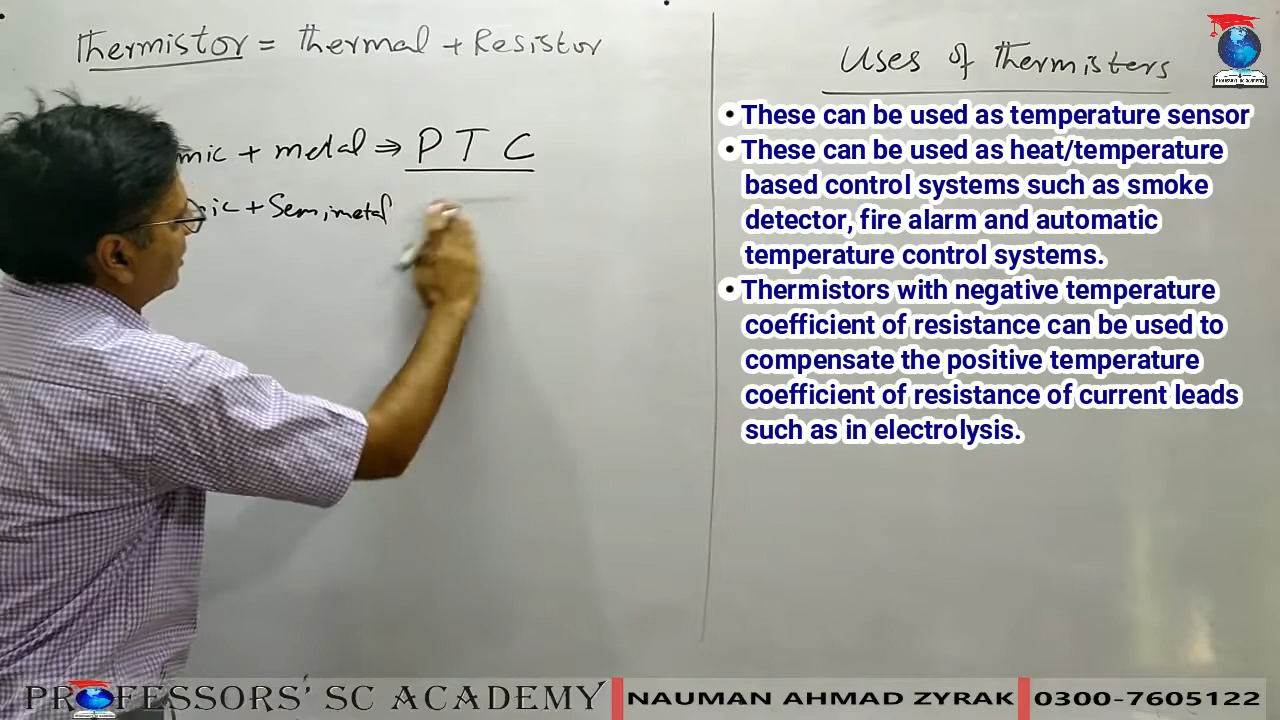 Thermistor = Thermal + Resistor
mic + metal ⇒ PTC
ic + Semimetal
Uses of Thermisters
• These can be used as temperature sensor
• These can be used as heat/temperature
based control systems such as smoke
detector, fire alarm and automatic
temperature control systems.
• Thermistors with negative temperature
coefficient of resistance can be used to
compensate the positive temperature
coefficient of resistance of current leads
such as in electrolysis.
PROFESSORS' SC ACADEMY
PROFESSORS' SC ACADEMY NAUMAN AHMAD ZYRAK 0300-7605122